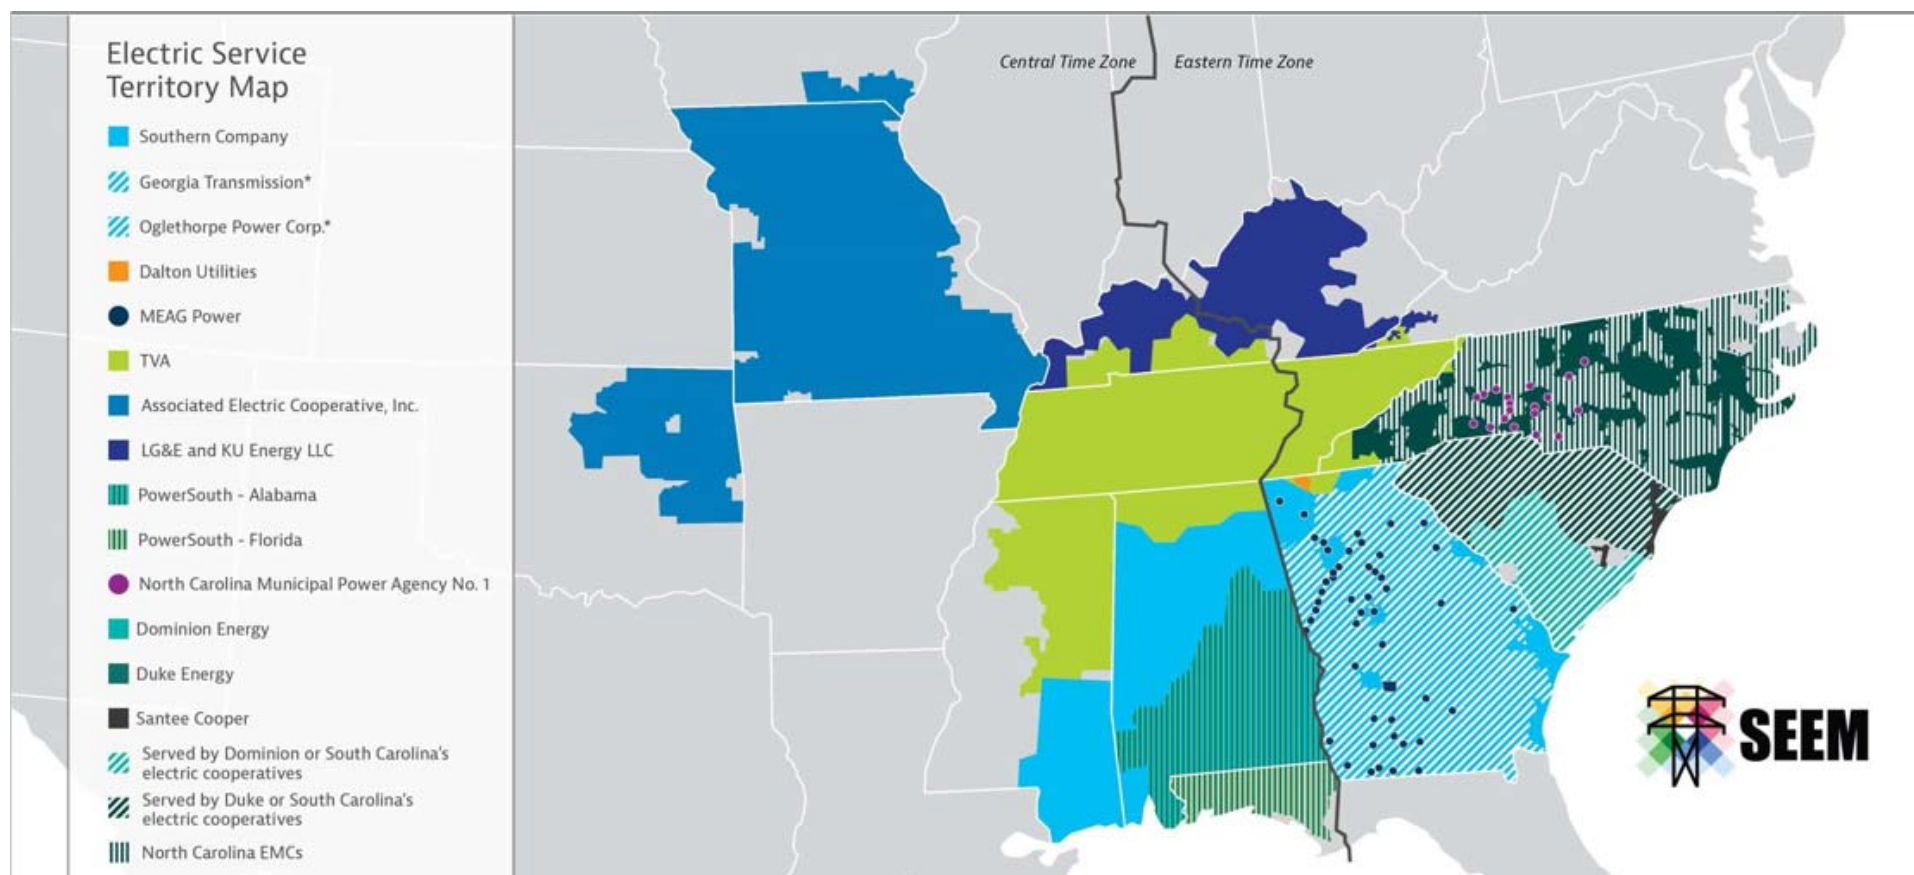 Electric Service
Territory Map
Southern Company
Georgia Transmission*
Oglethorpe Power Corp.*
Dalton Utilities
MEAG Power
TVA
Associated Electric Cooperative, Inc.
LG&E and KU Energy LLC
PowerSouth - Alabama
PowerSouth - Florida
North Carolina Municipal Power Agency No. 1
Dominion Energy
Duke Energy
Santee Cooper
Served by Dominion or South Carolina's
electric cooperatives
Served by Duke or South Carolina's
electric cooperatives
North Carolina EMCs
Central Time Zone
Eastern Time Zone
SEEM